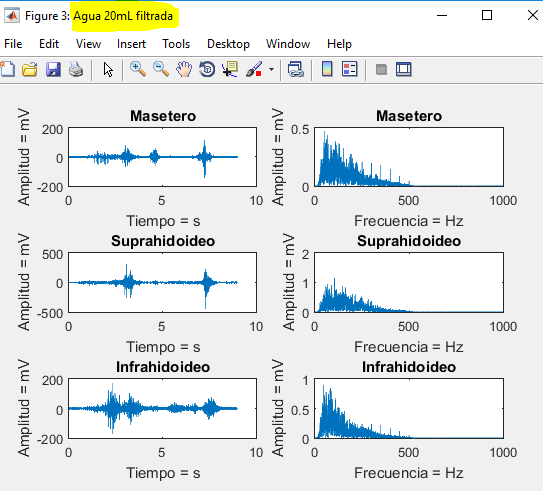 Figure 3: Agua 20mL filtrada
File Edit View Insert Tools Desktop Window Help
Masetero
Amplitud = mV
200
0
-200
0 5 10
Tiempo = s
Masetero
Amplitud = mV
0.5
0
0 500 1000
Frecuencia = Hz
Suprahidoideo
Amplitud = mV
500
0
-500
0 5 10
Tiempo = s
Suprahidoideo
Amplitud = mV
2
1
0
0 500 1000
Frecuencia = Hz
Infrahidoideo
Amplitud = mV
200
0
-200
0 5 10
Tiempo = s
Infrahidoideo
Amplitud = mV
1
0.5
0
0 500 1000
Frecuencia = Hz